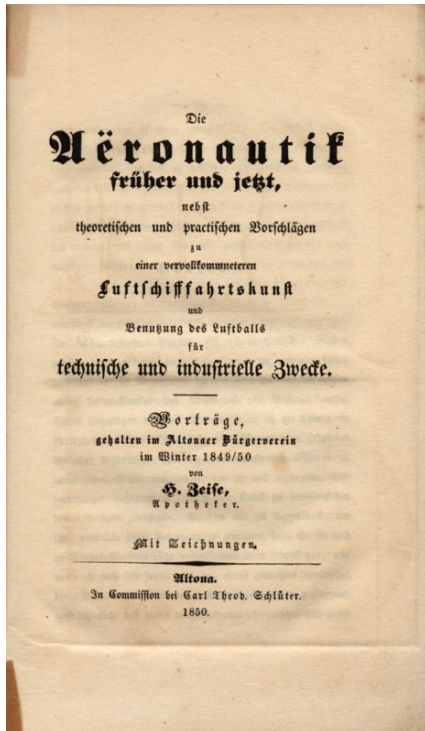 Die
Aëronautik
früher und jetzt,
nebst
theoretischen und practischen Vorschlägen
zu
einer vervollkommneteren
Luftschifffahrtskunst
und
Benutzung des Luftballs
für
technische und industrielle Zwecke.
Vorträge,
gehalten im Altonaer Bürgerverein
im Winter 1849/50
von
H. Zeise,
Apotheker.
Mit Zeichnungen.
Altona.
In Commission bei Carl Theod. Schlüter.
1850.